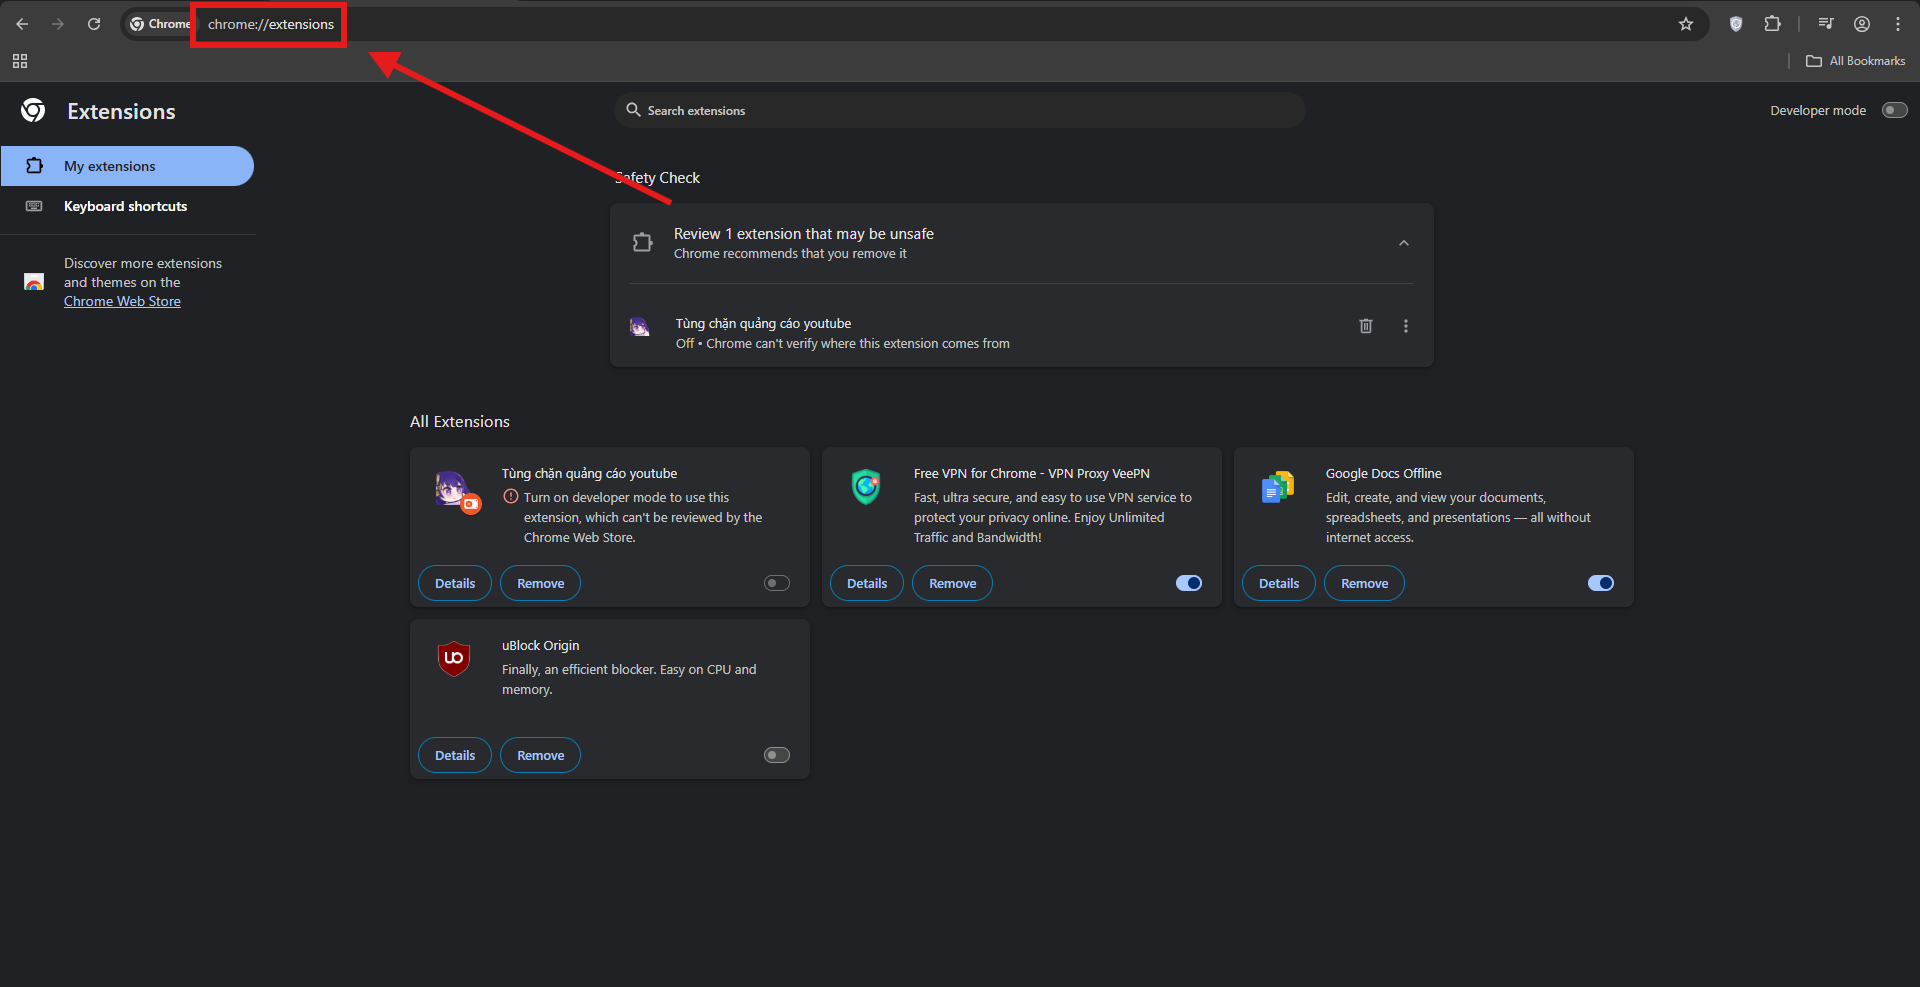 Chrome
chrome://extensions
All Bookmarks
Extensions
Search extensions
Developer mode
My extensions
Keyboard shortcuts
Discover more extensions
and themes on the
Chrome Web Store
Safety Check
Review 1 extension that may be unsafe
Chrome recommends that you remove it
Tùng chặn quảng cáo youtube
Off • Chrome can't verify where this extension comes from
All Extensions
Tùng chặn quảng cáo youtube
Turn on developer mode to use this
extension, which can't be reviewed by the
Chrome Web Store.
Details
Remove
Free VPN for Chrome - VPN Proxy VeePN
Fast, ultra secure, and easy to use VPN service to
protect your privacy online. Enjoy Unlimited
Traffic and Bandwidth!
Details
Remove
Google Docs Offline
Edit, create, and view your documents,
spreadsheets, and presentations — all without
internet access.
Details
Remove
uBlock Origin
Finally, an efficient blocker. Easy on CPU and
memory.
Details
Remove